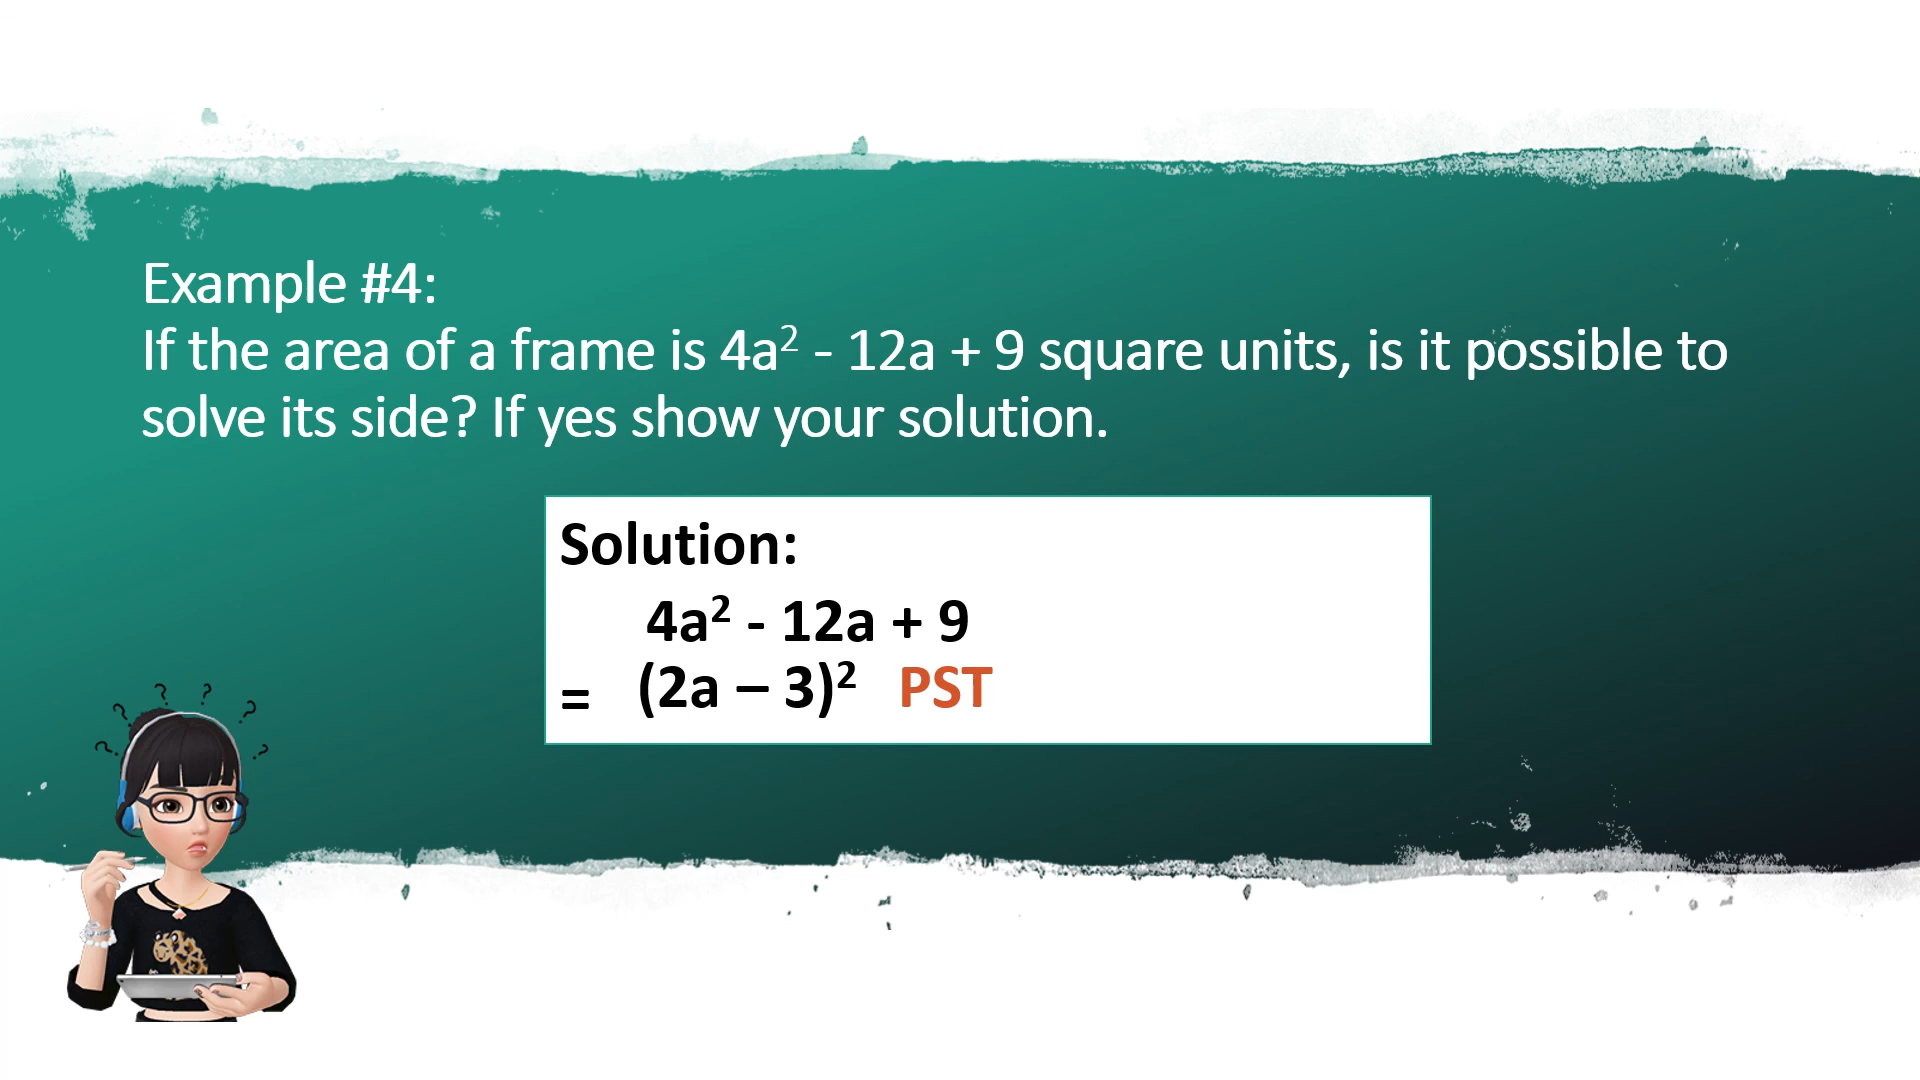 Example #4:
If the area of a frame is 4a² - 12a + 9 square units, is it possible to
solve its side? If yes show your solution.
Solution:
4a² - 12a + 9
= (2a – 3)² PST